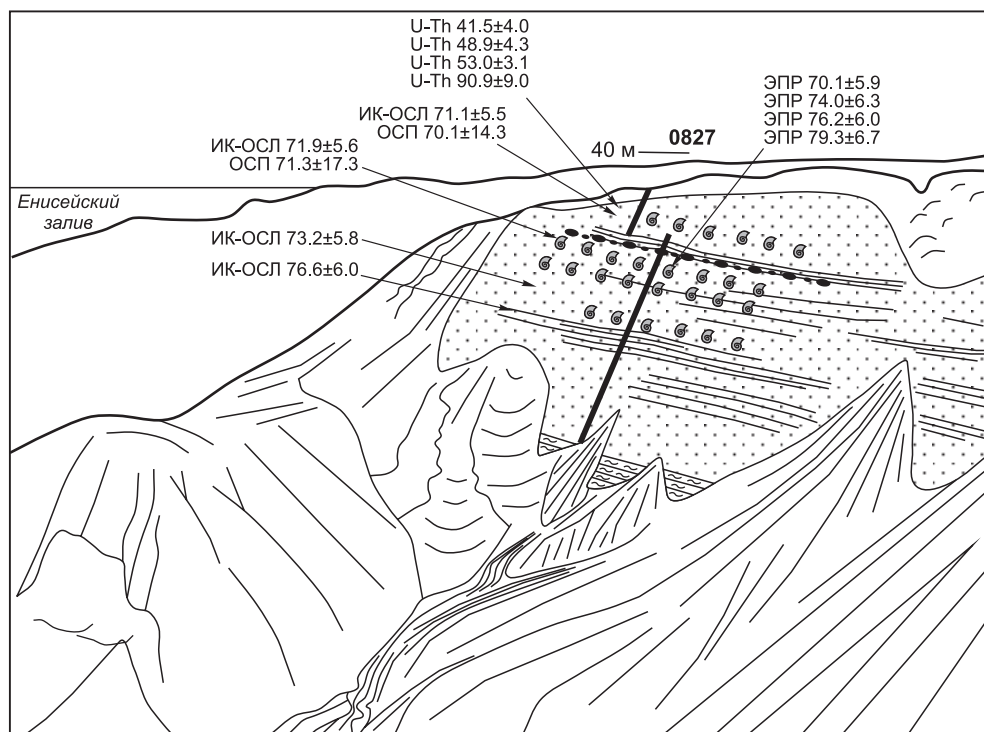 U-Th 41.5±4.0
U-Th 48.9±4.3
U-Th 53.0±3.1
U-Th 90.9±9.0
ЭПР 70.1±5.9
ЭПР 74.0±6.3
ЭПР 76.2±6.0
ЭПР 79.3±6.7
ИК-ОСЛ 71.1±5.5
ОСП 70.1±14.3
ИК-ОСЛ 71.9±5.6
ОСП 71.3±17.3
40 м 0827
Енисейский
залив
ИК-ОСЛ 73.2±5.8
ИК-ОСЛ 76.6±6.0